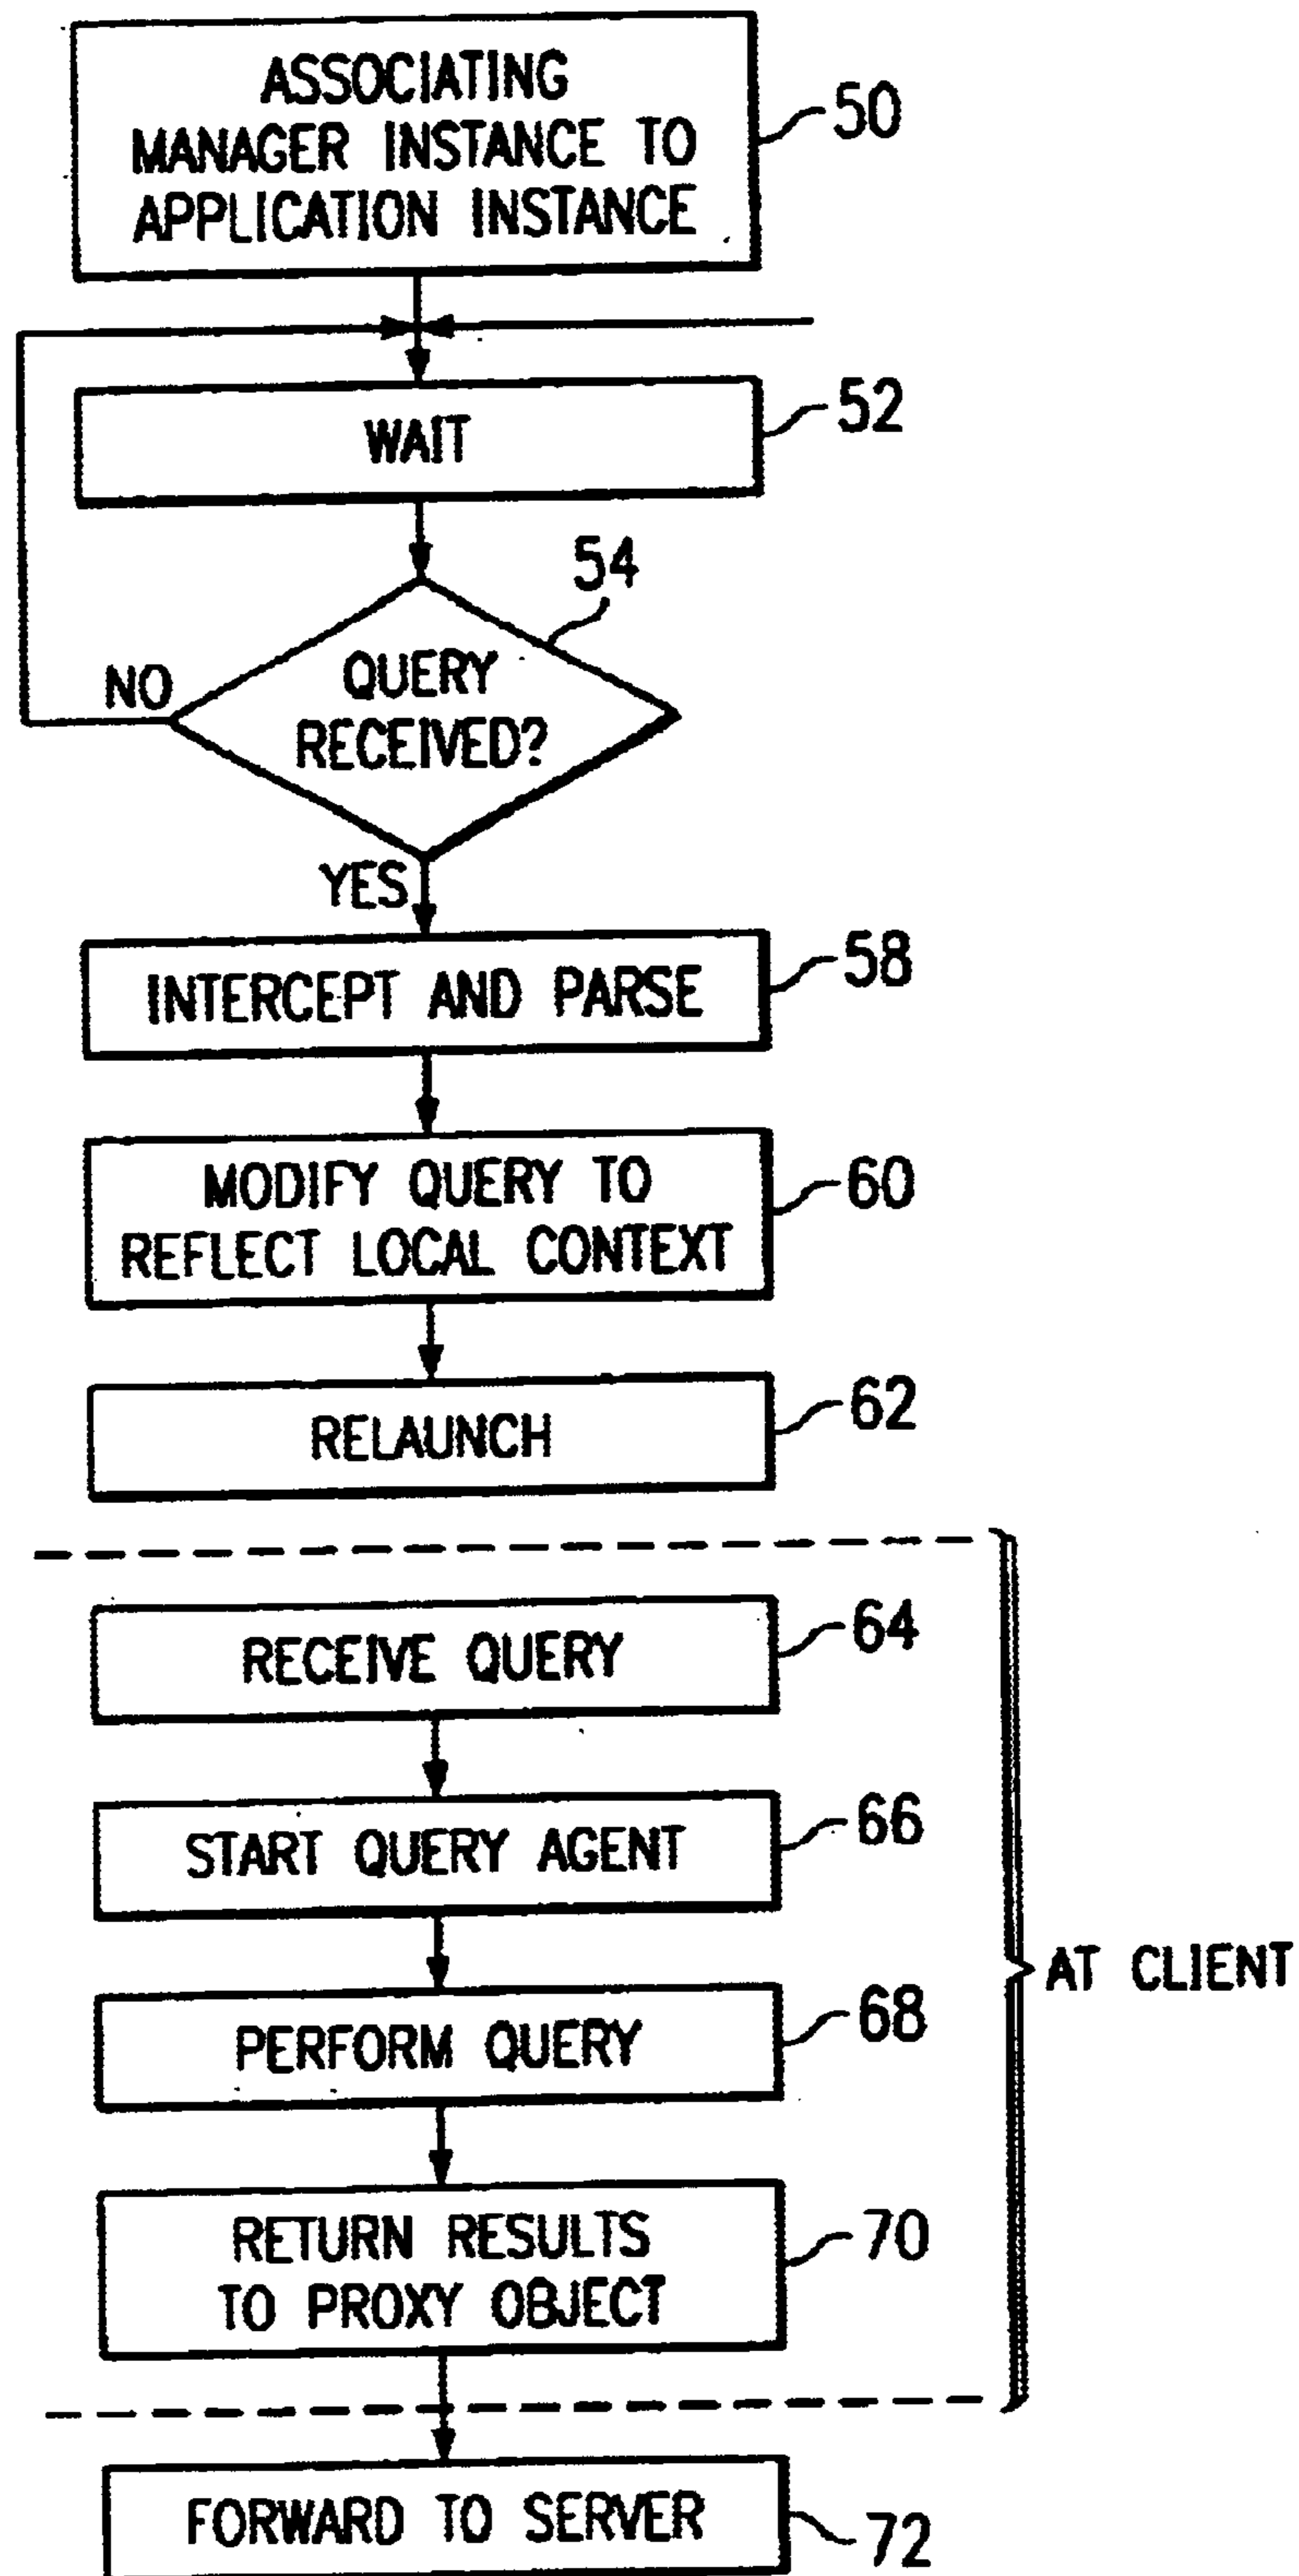 ASSOCIATING
MANAGER INSTANCE TO
APPLICATION INSTANCE
50
WAIT
52
54
QUERY
RECEIVED?
NO
YES
INTERCEPT AND PARSE
58
MODIFY QUERY TO
REFLECT LOCAL CONTEXT
60
RELAUNCH
62
RECEIVE QUERY
64
START QUERY AGENT
66
AT CLIENT
PERFORM QUERY
68
RETURN RESULTS
TO PROXY OBJECT
70
FORWARD TO SERVER
72